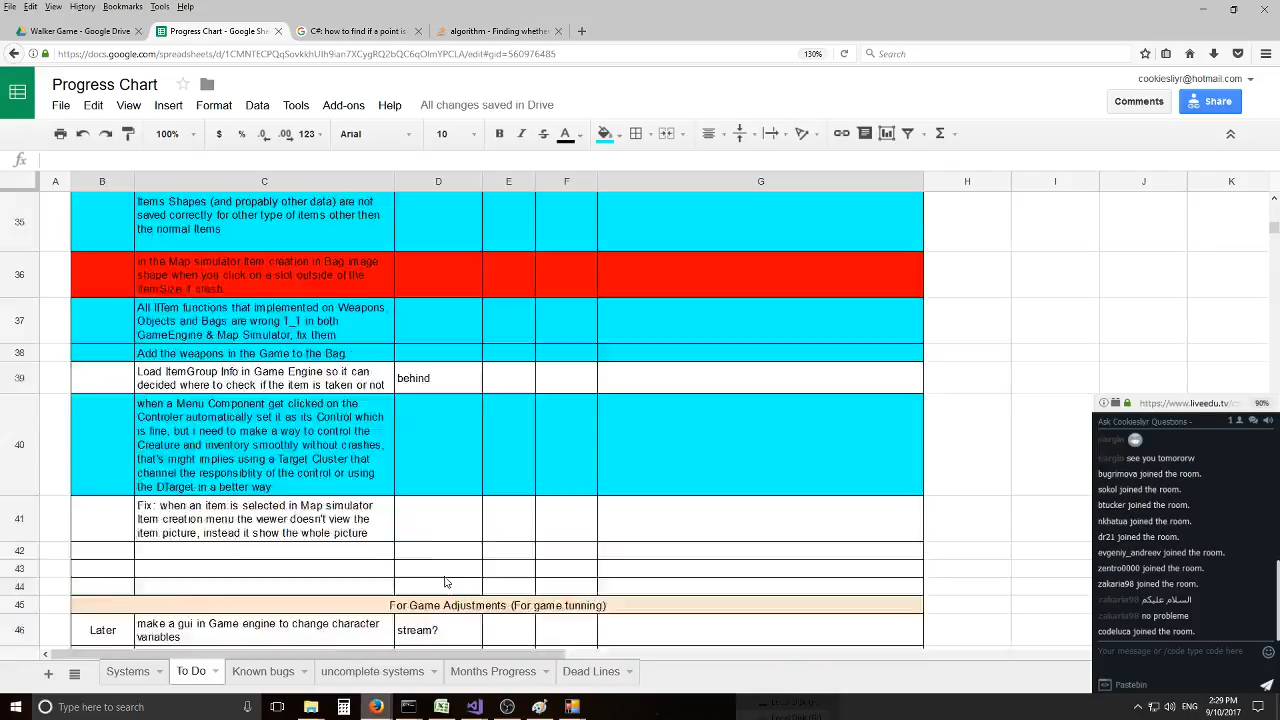 File Edit View History Bookmarks Tools Help
Walker Game - Google Drive
Progress Chart - Google She
C#: how to find if a point is
algorithm - Finding whethe
https://docs.google.com/spreadsheets/d/1CMNTECPQqSovkkhUh9ian7XCygRQ2bQC6qOlmYPCLA/edit#gid=560976485
130%
Search
Progress Chart
cookiesliyr@hotmail.com
File Edit View Insert Format Data Tools Add-ons Help All changes saved in Drive
Comments
Share
100% $ % .0 .00 123 Arial 10 B I S A Σ
fx
A B C D E F G H I J K
35
Items Shapes (and propably other data) are not
saved correctly for other type of items other then
the normal Items
36
in the Map simulator Item creation in Bag image
shape when you click on a slot outside of the
itemSize if crash.
37
All IITem functions that implemented on Weapons,
Objects and Bags are wrong T_T in both
GameEngine & Map Simulator, fix them
38
Add the weapons in the Game to the Bag.
39
Load ItemGroup Info in Game Engine so it can
decided where to check if the item is taken or not
behind
40
when a Menu Component get clicked on the
Controler automatically set it as its Control which
is fine, but i need to make a way to control the
Creature and inventory smoothly without crashes,
that's might implies using a Target Cluster that
channel the responsiblity of the control or using
the DTarget in a better way
41
Fix: when an item is selected in Map simulator
Item creation menu the viewer doesn't view the
item picture, instead it show the whole picture
42
43
44
45
For Game Adjustments (For game tunning)
46
Later
make a gui in Game engine to change character
variables
stream?
Systems
To Do
Known bugs
uncomplete systems
Months Progress
Dead Lines
https://www.liveedu.tv/
90%
Ask Cookiesliyr Questions -
1
see you tomororw
bugrimova joined the room.
sokol joined the room.
btucker joined the room.
nkhatua joined the room.
dr21 joined the room.
evgeniy_andreev joined the room.
zentro0000 joined the room.
zakaria98 joined the room.
zakaria98 السلام عليكم
zakaria98 no probleme
codeluca joined the room.
Your message or /code type code here
Pastebin
Type here to search
2:29 PM
9/10/2017